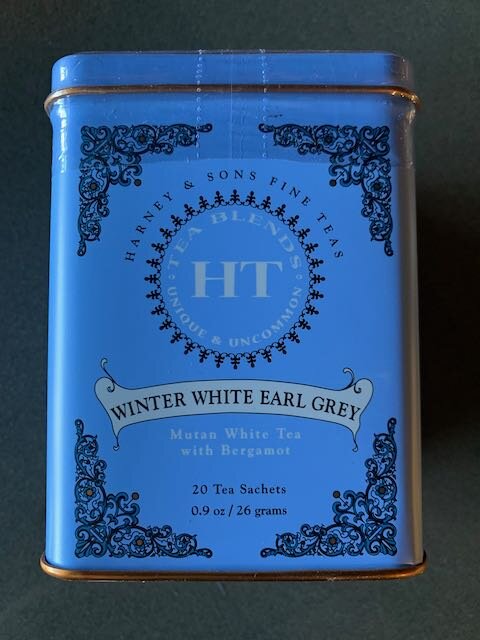 HARNEY & SONS FINE TEAS
TEA BLENDS
HT
UNIQUE & UNCOMMON
WINTER WHITE EARL GREY
Mutan White Tea
with Bergamot
20 Tea Sachets
0.9 oz / 26 grams